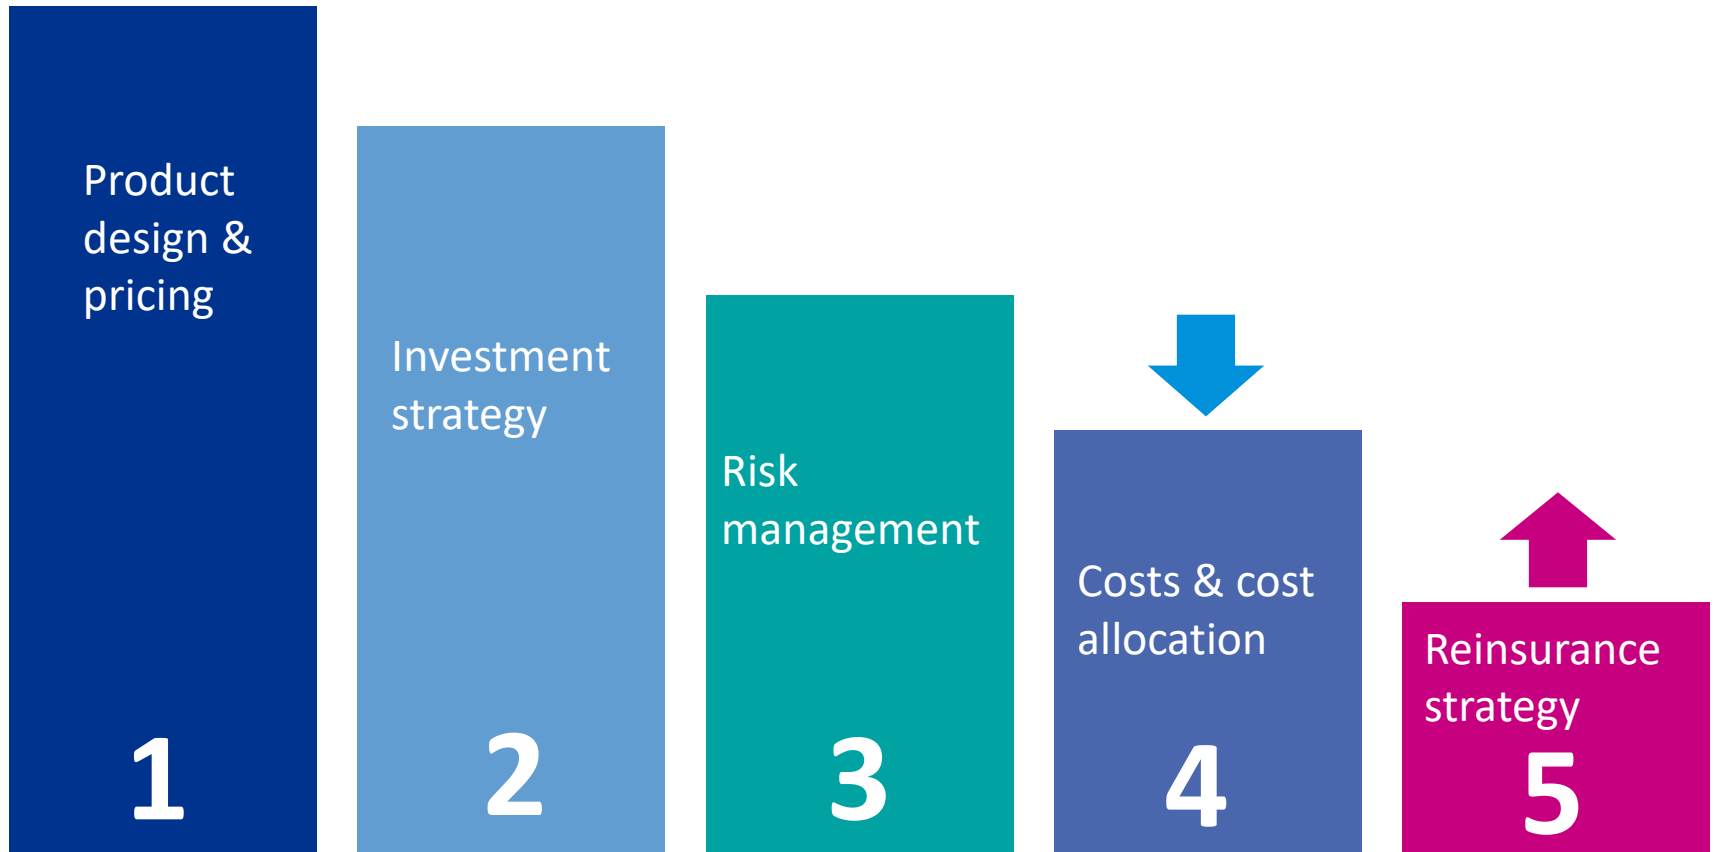 Product
design &
pricing
1
Investment
strategy
2
Risk
management
3
Costs & cost
allocation
4
Reinsurance
strategy
5